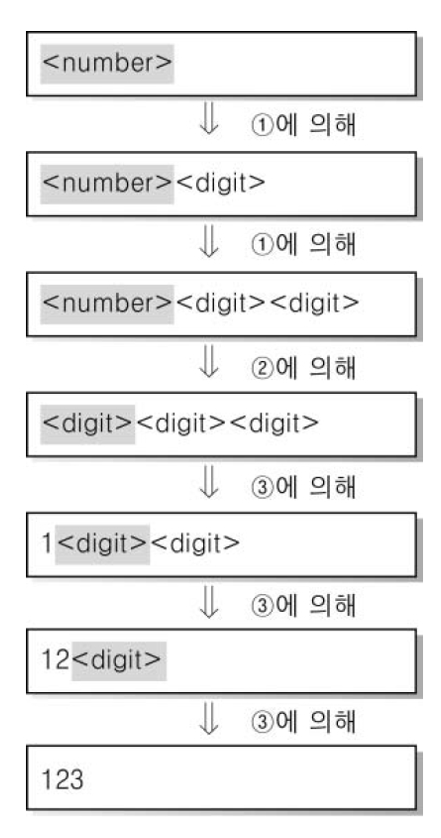 <number>
⇓ ①에 의해
<number><digit>
⇓ ①에 의해
<number><digit><digit>
⇓ ②에 의해
<digit><digit><digit>
⇓ ③에 의해
1<digit><digit>
⇓ ③에 의해
12<digit>
⇓ ③에 의해
123